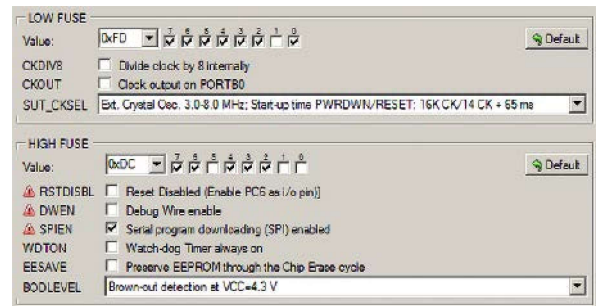 LOW FUSE
Value: 0xFD 7 6 5 4 3 2 1 0 Default
CKDIV8 Divide clock by 8 internally
CKOUT Clock output on PORTB0
SUT_CKSEL Ext. Crystal Osc. 3.0-8.0 MHz; Start-up time PWRDWN/RESET: 16K CK/14 CK + 65 ms
HIGH FUSE
Value: 0xDC 7 6 5 4 3 2 1 0 Default
RSTDISBL Reset Disabled (Enable PC6 as i/o pin)]
DWEN Debug Wire enable
SPIEN Serial program downloading (SPI) enabled
WDTON Watch-dog Timer always on
EESAVE Preserve EEPROM through the Chip Erase cycle
BODLEVEL Brown-out detection at VCC=4.3 V